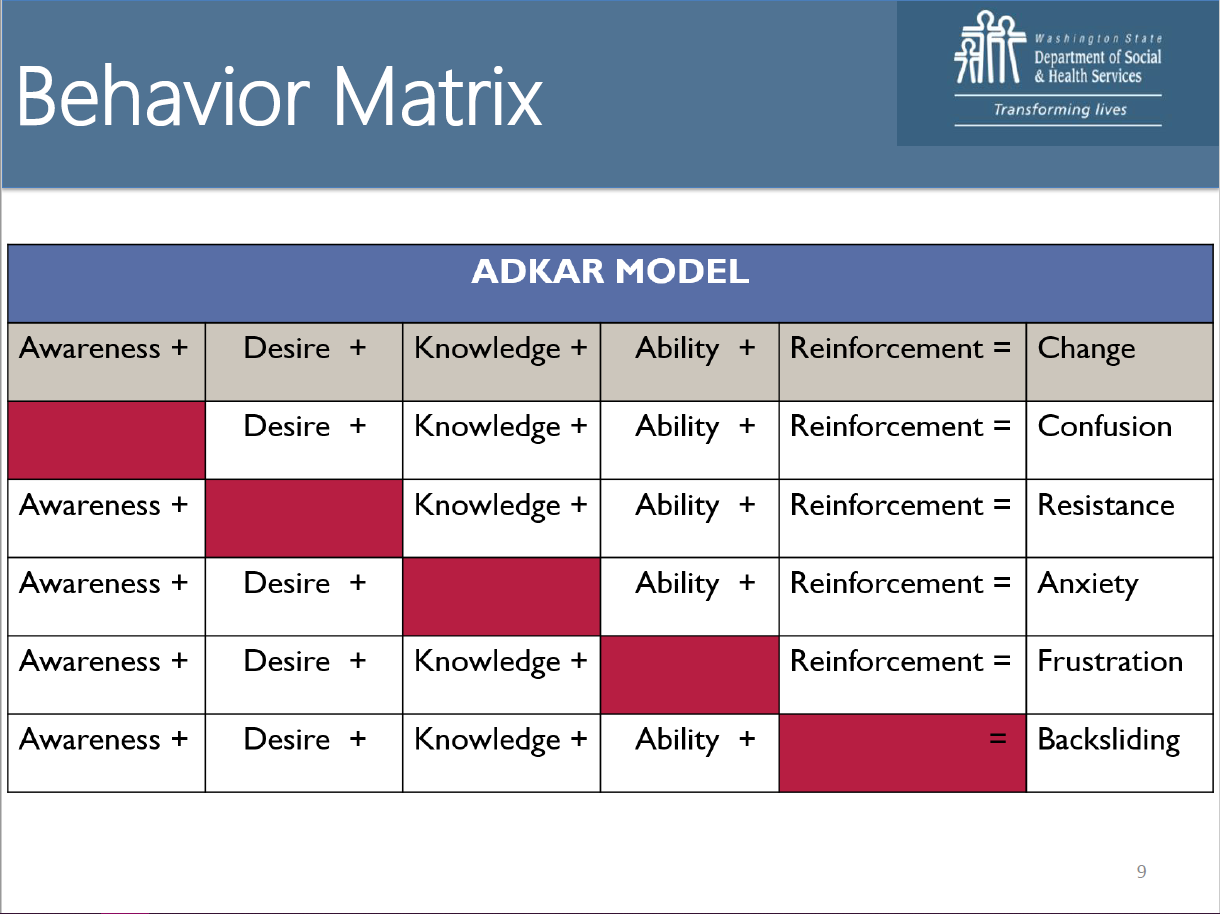 Behavior Matrix
Washington State
Department of Social
& Health Services
Transforming lives
ADKAR MODEL
Awareness + Desire + Knowledge + Ability + Reinforcement = Change
Desire + Knowledge + Ability + Reinforcement = Confusion
Awareness + Knowledge + Ability + Reinforcement = Resistance
Awareness + Desire + Ability + Reinforcement = Anxiety
Awareness + Desire + Knowledge + Reinforcement = Frustration
Awareness + Desire + Knowledge + Ability + = Backsliding
9